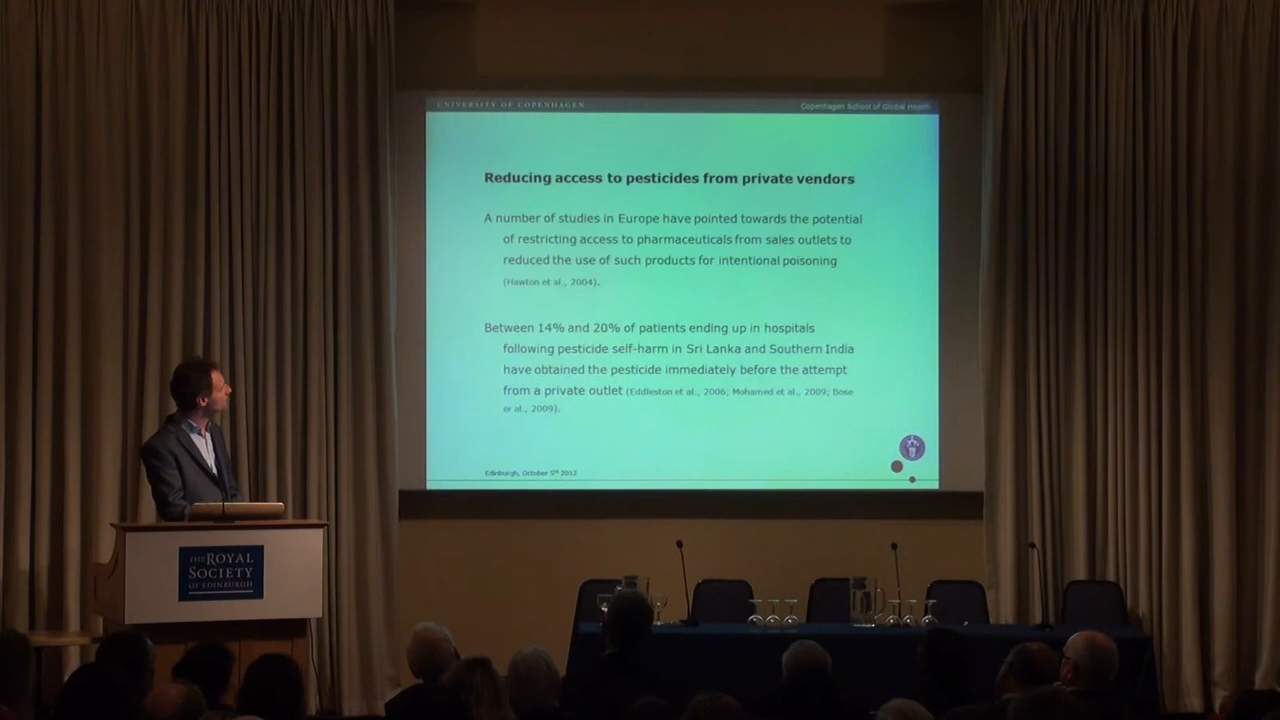 UNIVERSITY OF COPENHAGEN
Copenhagen School of Global Health
Reducing access to pesticides from private vendors
A number of studies in Europe have pointed towards the potential
of restricting access to pharmaceuticals from sales outlets to
reduced the use of such products for intentional poisoning
(Hawton et al., 2004).
Between 14% and 20% of patients ending up in hospitals
following pesticide self-harm in Sri Lanka and Southern India
have obtained the pesticide immediately before the attempt
from a private outlet (Eddleston et al., 2006; Mohamed et al., 2009; Bose
er al., 2009).
Edinburgh, October 5th 2012
THE ROYAL
SOCIETY
OF EDINBURGH